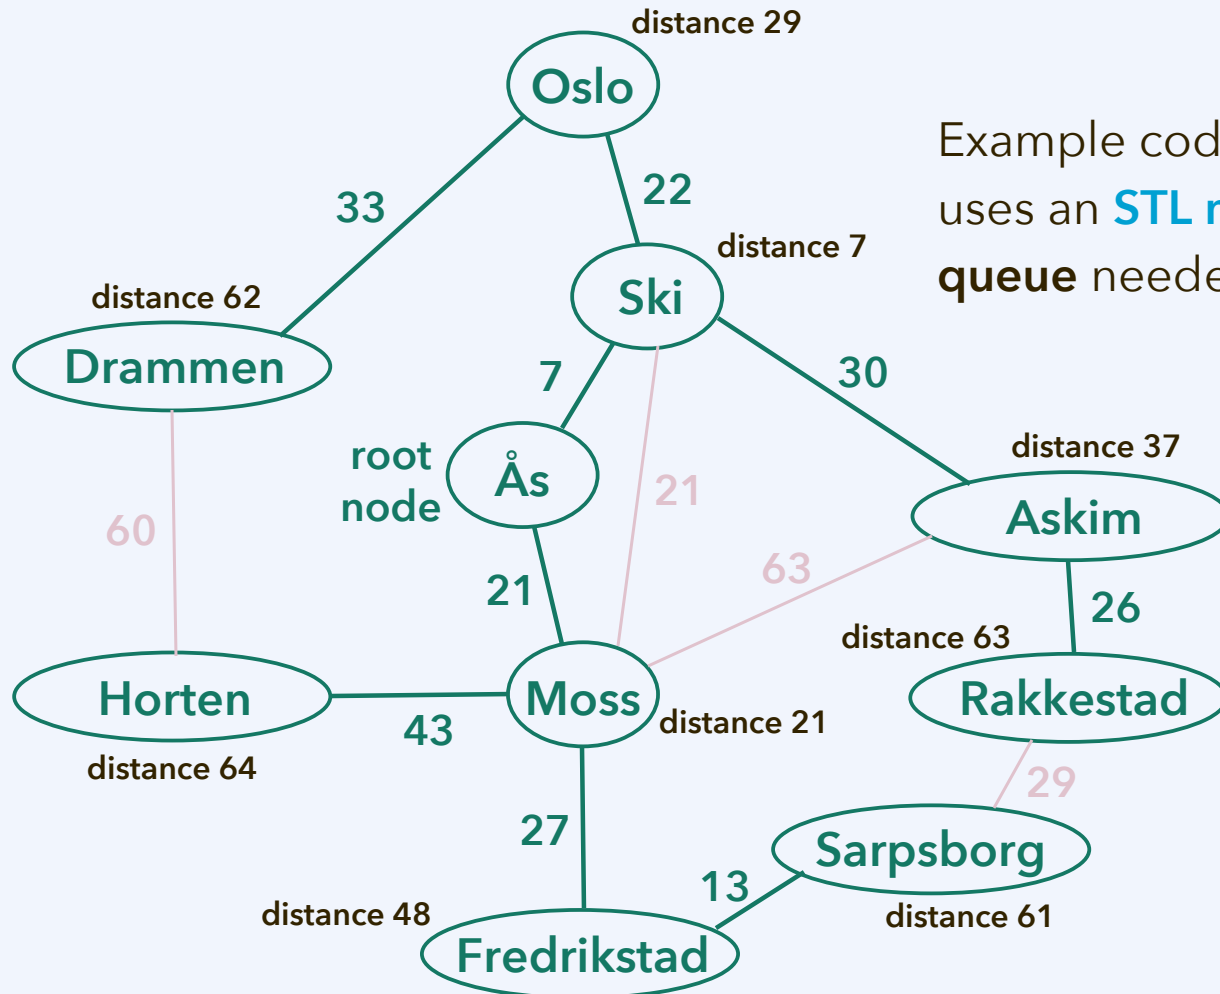 distance 29
Oslo
Example cod
uses an STL r
queue neede
33
22
distance 7
Ski
distance 62
Drammen
7
30
root
node
Ås
21
distance 37
Askim
60
63
21
26
distance 63
Rakkestad
Horten
43
Moss
distance 21
distance 64
29
27
Sarpsborg
13
distance 61
distance 48
Fredrikstad